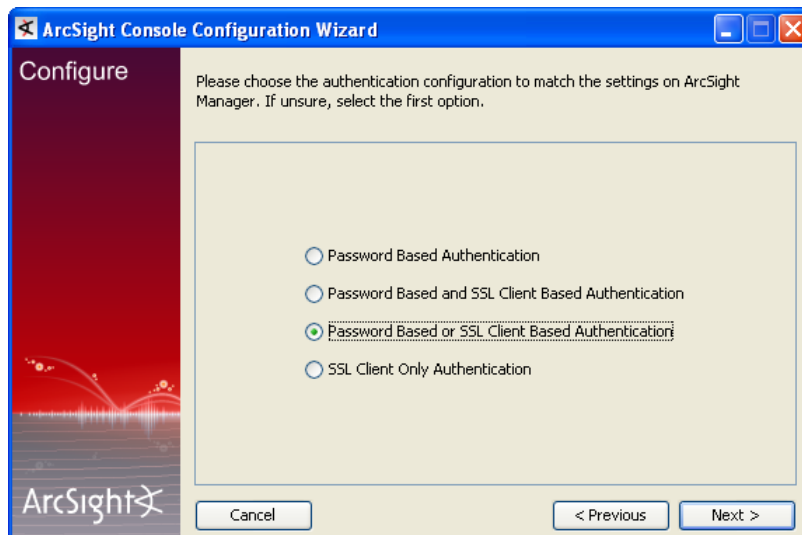 ArcSight Console Configuration Wizard
Configure
Please choose the authentication configuration to match the settings on ArcSight
Manager. If unsure, select the first option.
Password Based Authentication
Password Based and SSL Client Based Authentication
Password Based or SSL Client Based Authentication
SSL Client Only Authentication
ArcSight
Cancel
< Previous
Next >